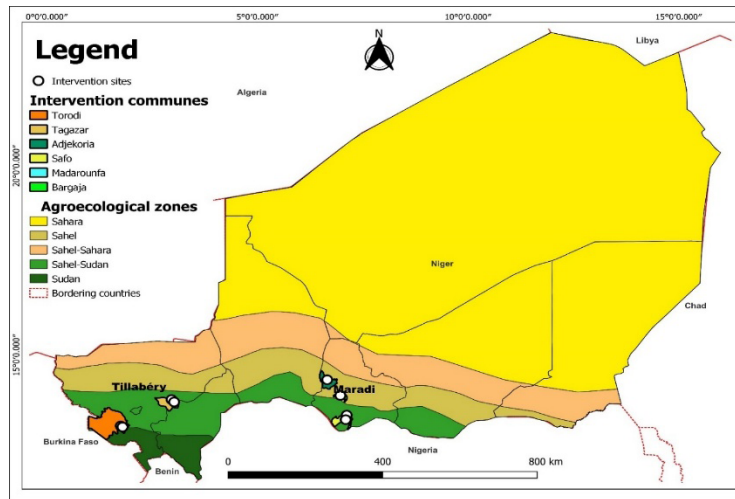 0°0'0.000"
5°0'0.000"
10°0'0.000"
15°0'0.000"
Legend
Intervention sites
Intervention communes
Torodi
Tagazar
Adjekoria
Safo
Madarounfa
Bargaja
Agroecological zones
Sahara
Sahel
Sahel-Sahara
Sahel-Sudan
Sudan
Bordering countries
N
Libya
Algeria
20°0'0.000"
Niger
Chad
15°0'0.000"
Tillabéry
Maradi
Burkina Faso
Benin
Nigeria
0
400
800 km